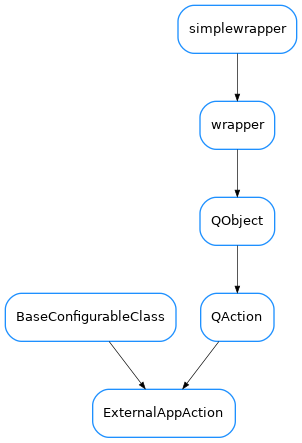 simplewrapper
wrapper
QObject
BaseConfigurableClass
QAction
ExternalAppAction